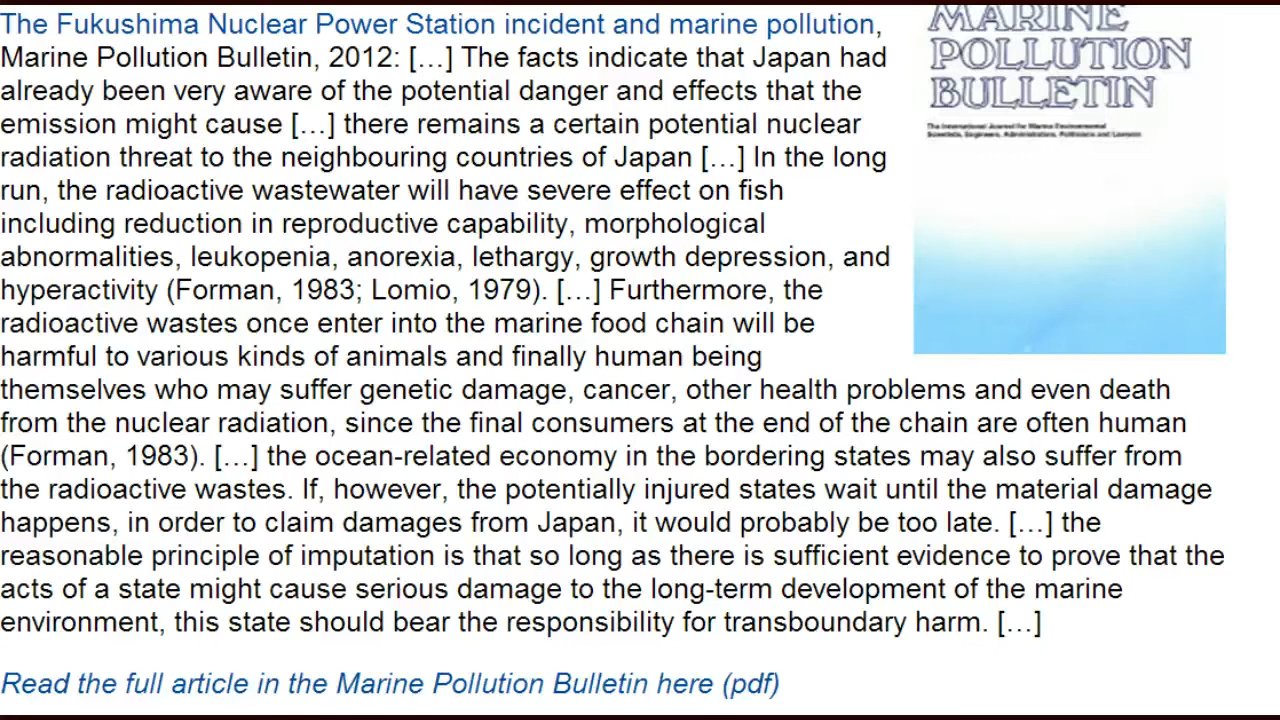 The Fukushima Nuclear Power Station incident and marine pollution,
Marine Pollution Bulletin, 2012: […] The facts indicate that Japan had
already been very aware of the potential danger and effects that the
emission might cause […] there remains a certain potential nuclear
radiation threat to the neighbouring countries of Japan […] In the long
run, the radioactive wastewater will have severe effect on fish
including reduction in reproductive capability, morphological
abnormalities, leukopenia, anorexia, lethargy, growth depression, and
hyperactivity (Forman, 1983; Lomio, 1979). […] Furthermore, the
radioactive wastes once enter into the marine food chain will be
harmful to various kinds of animals and finally human being
themselves who may suffer genetic damage, cancer, other health problems and even death
from the nuclear radiation, since the final consumers at the end of the chain are often human
(Forman, 1983). […] the ocean-related economy in the bordering states may also suffer from
the radioactive wastes. If, however, the potentially injured states wait until the material damage
happens, in order to claim damages from Japan, it would probably be too late. […] the
reasonable principle of imputation is that so long as there is sufficient evidence to prove that the
acts of a state might cause serious damage to the long-term development of the marine
environment, this state should bear the responsibility for transboundary harm. […]
Read the full article in the Marine Pollution Bulletin here (pdf)
MARINE
POLLUTION
BULLETIN
The International Journal for Marine Environmental
Scientists, Engineers, Administrators, Politicians and Lawyers